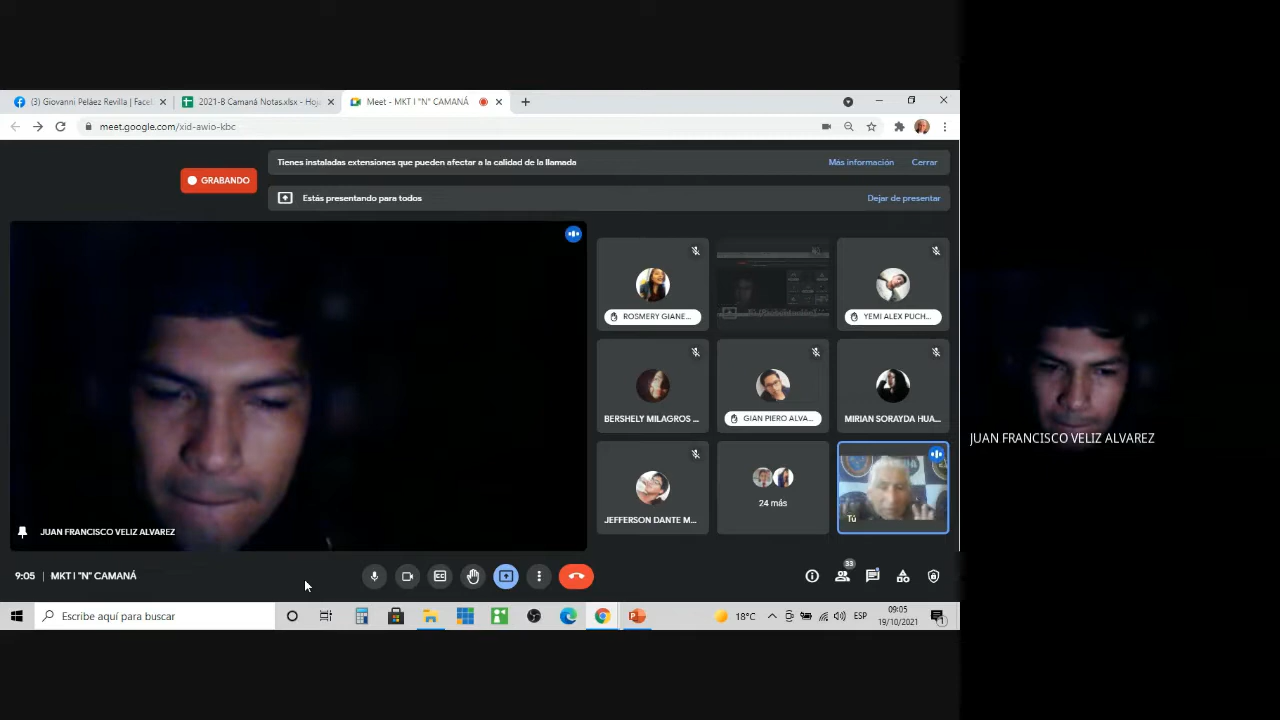 (3) Giovanni Peláez Revilla | Facel
2021-B Camaná Notas.xlsx - Hoj
Meet - MKT I "N" CAMANÁ
meet.google.com/xid-awio-kbc
Tienes instaladas extensiones que pueden afectar a la calidad de la llamada
Más información
Cerrar
GRABANDO
Estás presentando para todos
Dejar de presentar
ROSMERY GIANE...
YEMI ALEX PUCH...
BERSHELY MILAGROS ...
GIAN PIERO ALVA...
MIRIAN SORAYDA HUA...
JEFFERSON DANTE M...
24 más
Tú
JUAN FRANCISCO VELIZ ALVAREZ
JUAN FRANCISCO VELIZ ALVAREZ
9:05 | MKT I "N" CAMANÁ
33
Escribe aquí para buscar
18°C
ESP
09:05
19/10/2021
1